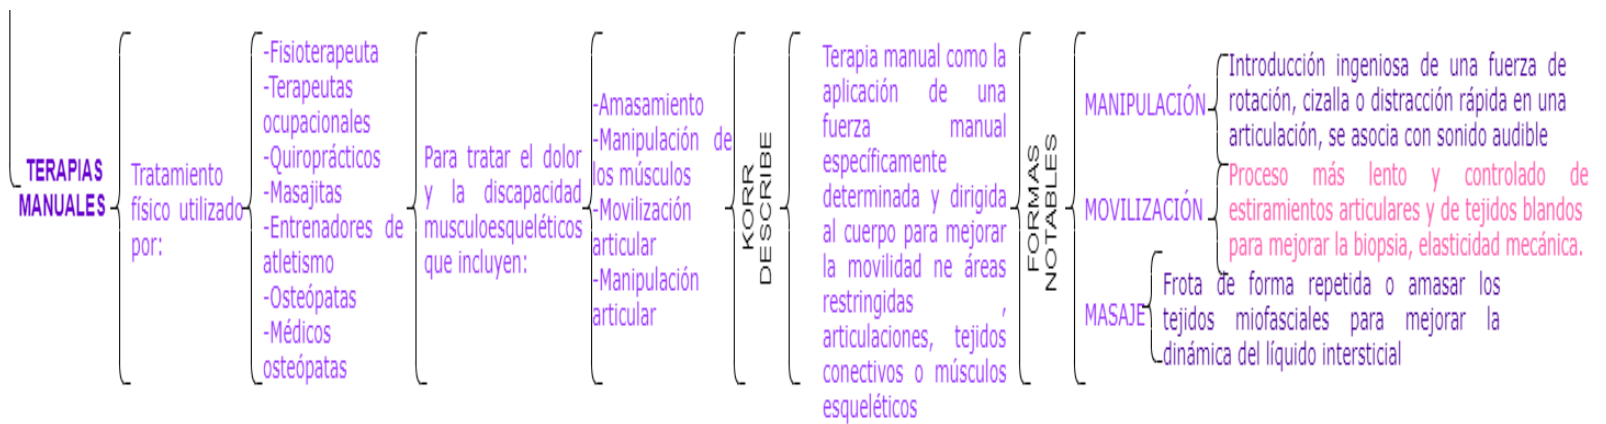 TERAPIAS
MANUALES
Tratamiento
físico utilizado
por:
-Fisioterapeuta
-Terapeutas
ocupacionales
-Quiroprácticos
-Masajitas
-Entrenadores de
atletismo
-Osteópatas
-Médicos
osteópatas
Para tratar el dolor
y la discapacidad
musculoesqueléticos
que incluyen:
-Amasamiento
-Manipulación de
los músculos
-Movilización
articular
-Manipulación
articular
KORR
DESCRIBE
Terapia manual como la
aplicación de una
fuerza manual
específicamente
determinada y dirigida
al cuerpo para mejorar
la movilidad ne áreas
restringidas ,
articulaciones, tejidos
conectivos o músculos
esqueléticos
FORMAS
NOTABLES
MANIPULACIÓN
Introducción ingeniosa de una fuerza de
rotación, cizalla o distracción rápida en una
articulación, se asocia con sonido audible
MOVILIZACIÓN
Proceso más lento y controlado de
estiramientos articulares y de tejidos blandos
para mejorar la biopsia, elasticidad mecánica.
MASAJE
Frota de forma repetida o amasar los
tejidos miofasciales para mejorar la
dinámica del líquido intersticial